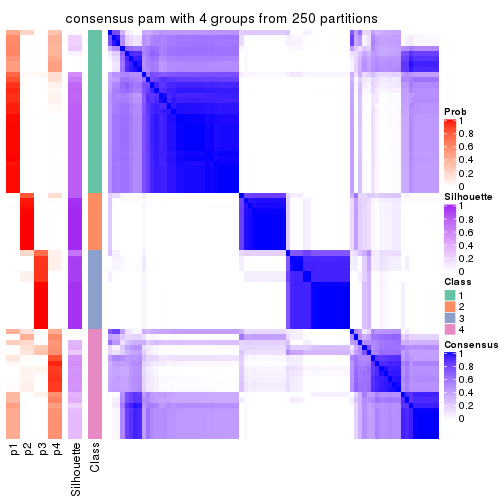 consensus pam with 4 groups from 250 partitions
Prob
1
0.8
0.6
0.4
0.2
0
Silhouette
1
0.8
0.6
0.4
0.2
0
Class
1
2
3
4
Consensus
1
0.8
0.6
0.4
0.2
0
p1
p2
p3
p4
Silhouette
Class